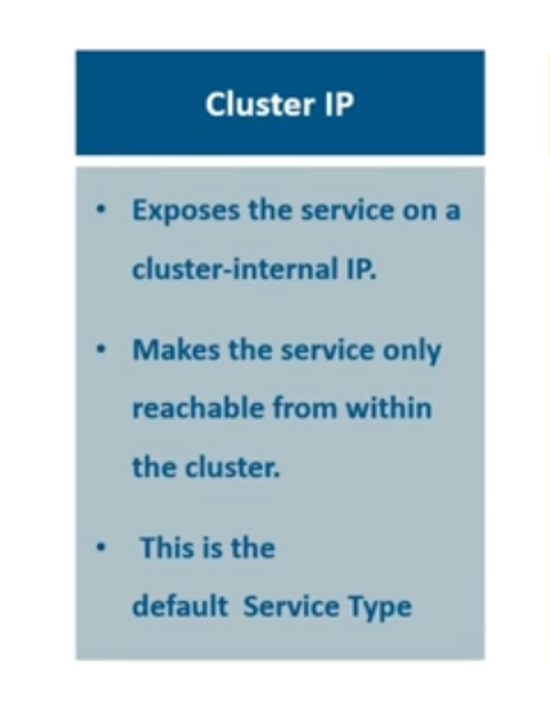 Cluster IP
• Exposes the service on a
cluster-internal IP.
• Makes the service only
reachable from within
the cluster.
• This is the
default  Service Type